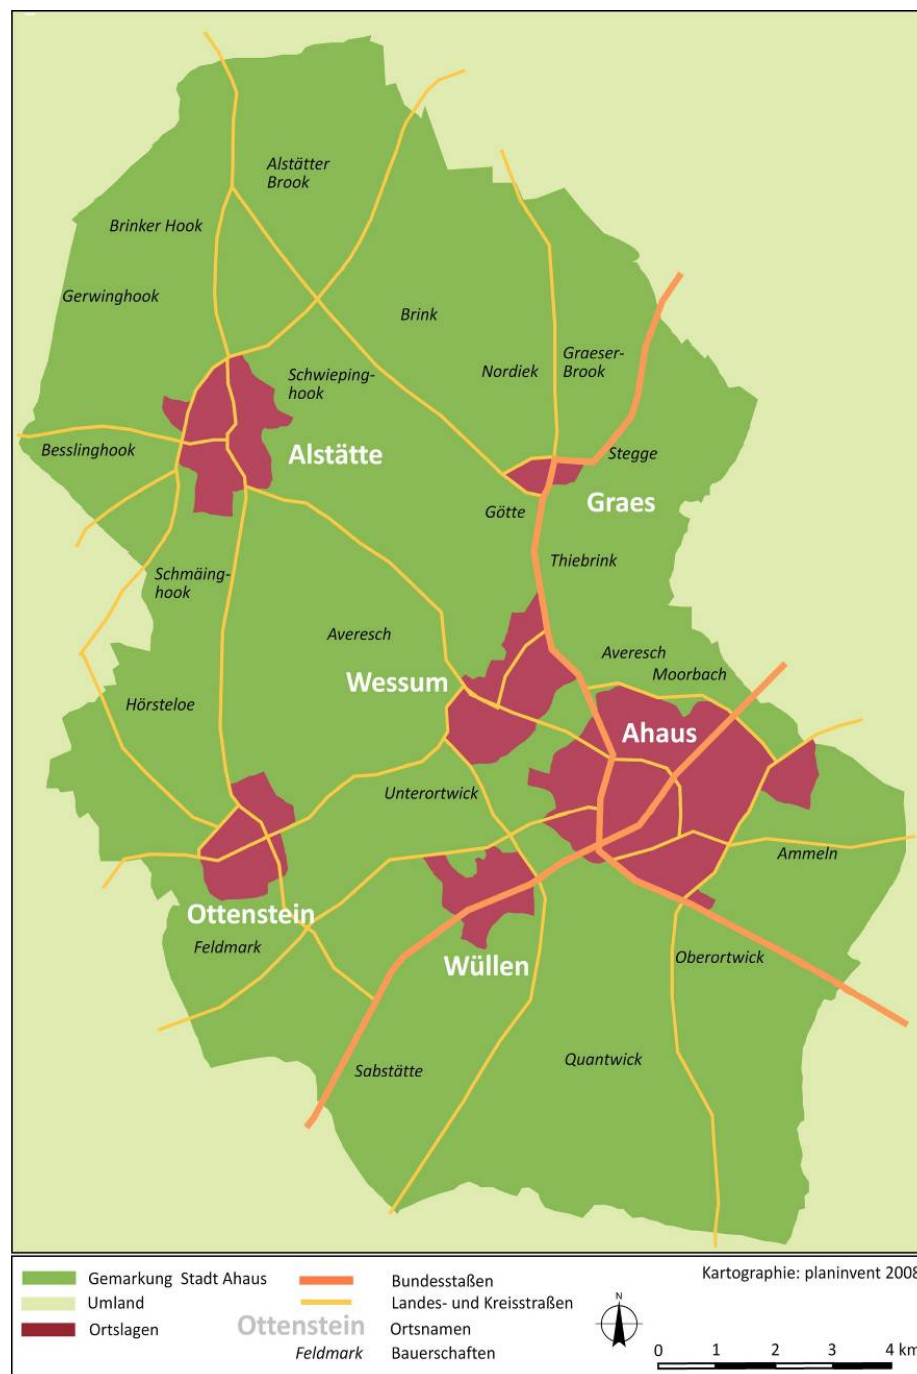 Alstätter
Brook
Brinker Hook
Gerwinghook
Brink
Schwieping-
hook
Nordiek
Graeser-
Brook
Besslinghook
Alstätte
Stegge
Graes
Götte
Thiebrink
Schmäing-
hook
Averesch
Averesch
Moorbach
Wessum
Hörsteloe
Ahaus
Unterortwick
Ammeln
Ottenstein
Feldmark
Wüllen
Oberortwick
Sabstätte
Quantwick
Gemarkung Stadt Ahaus
Umland
Ortslagen
Bundesstaßen
Landes- und Kreisstraßen
Ottenstein Ortsnamen
Feldmark Bauerschaften
N
Kartographie: planinvent 2008
0 1 2 3 4 km